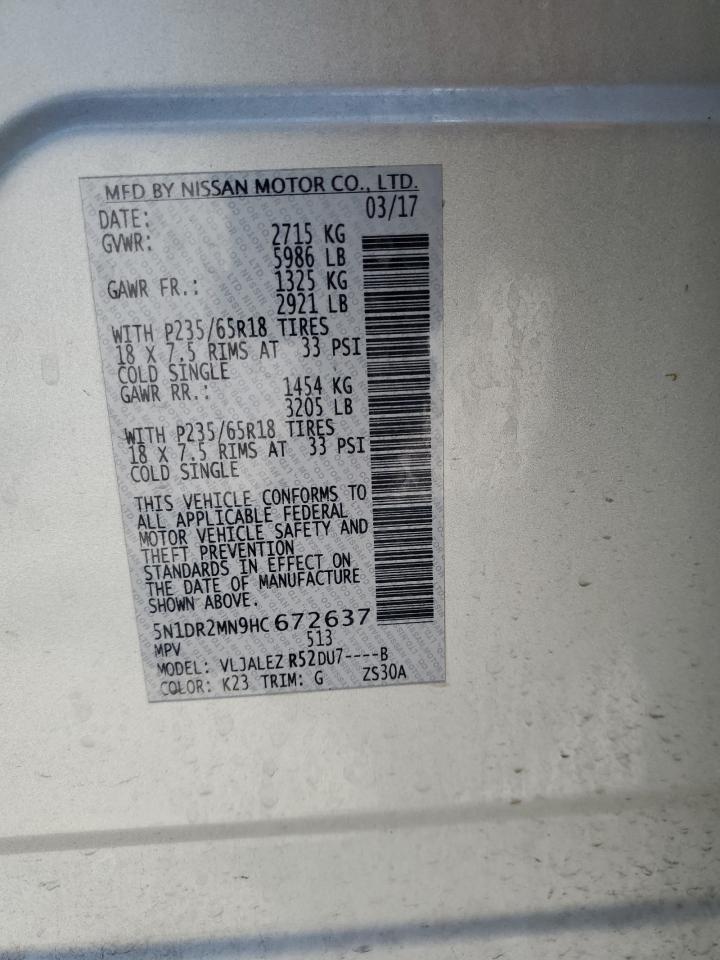 MFD BY NISSAN MOTOR CO., LTD.
DATE: 03/17
GVWR: 2715 KG
5986 LB
GAWR FR.: 1325 KG
2921 LB
WITH P235/65R18 TIRES
18 X 7.5 RIMS AT 33 PSI
COLD SINGLE
GAWR RR.: 1454 KG
3205 LB
WITH P235/65R18 TIRES
18 X 7.5 RIMS AT 33 PSI
COLD SINGLE
THIS VEHICLE CONFORMS TO
ALL APPLICABLE FEDERAL
MOTOR VEHICLE SAFETY AND
THEFT PREVENTION
STANDARDS IN EFFECT ON
THE DATE OF MANUFACTURE
SHOWN ABOVE.
5N1DR2MN9HC672637
MPV 513
MODEL: VLJALEZ R52DU7----B
COLOR: K23 TRIM: G ZS30A